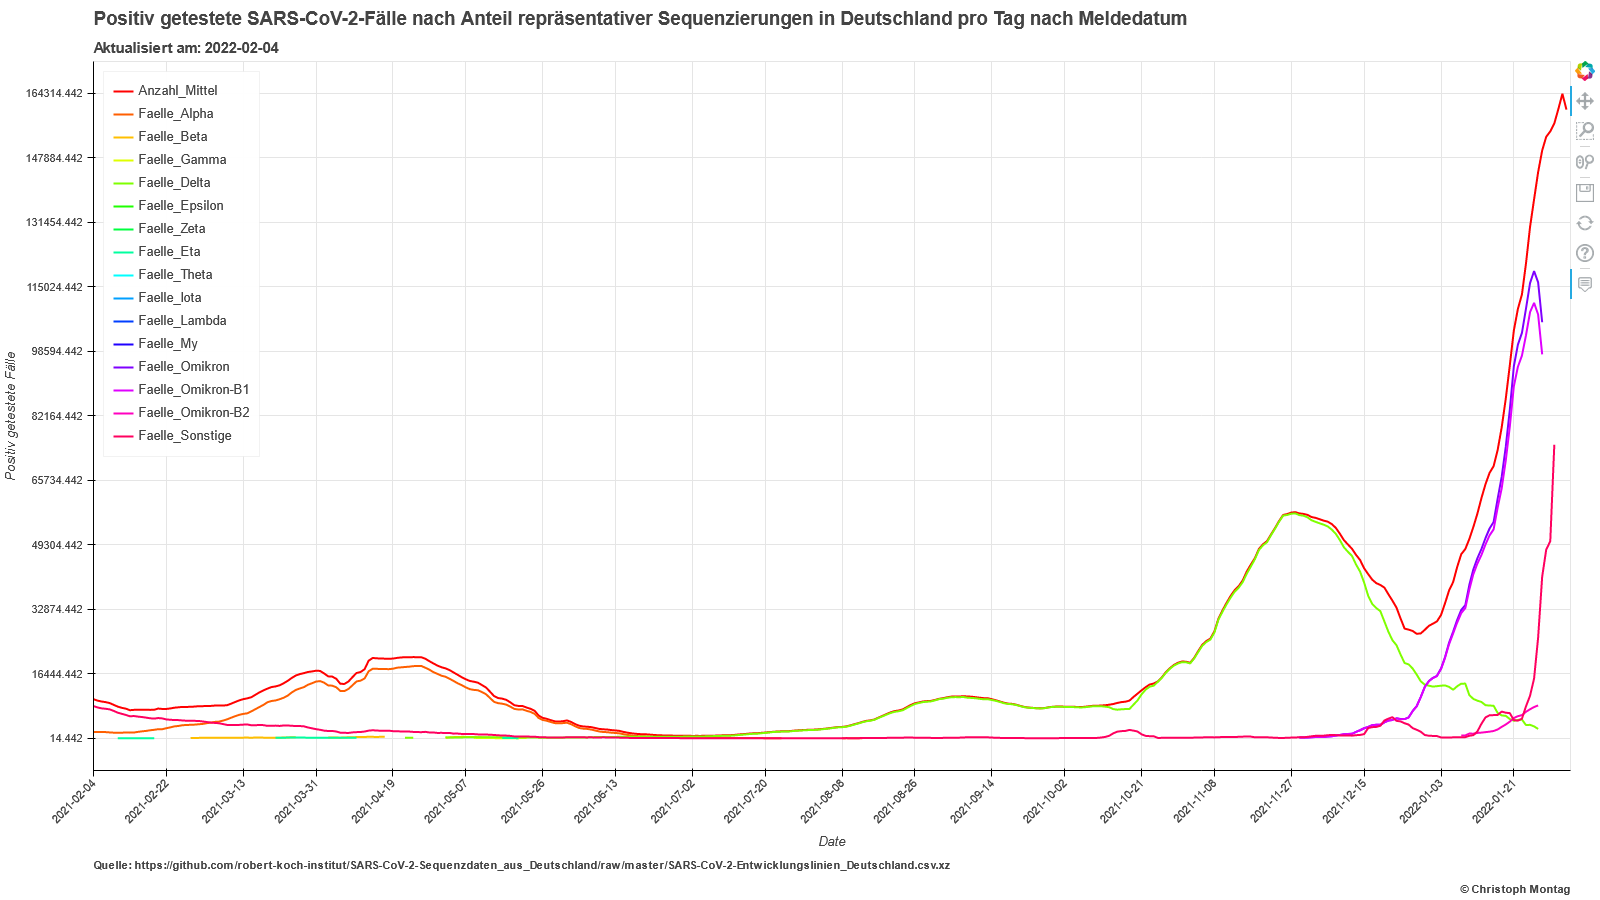 Positiv getestete SARS-CoV-2-Fälle nach Anteil repräsentativer Sequenzierungen in Deutschland pro Tag nach Meldedatum
Aktualisiert am: 2022-02-04
Anzahl_Mittel
Faelle_Alpha
Faelle_Beta
Faelle_Gamma
Faelle_Delta
Faelle_Epsilon
Faelle_Zeta
Faelle_Eta
Faelle_Theta
Faelle_Iota
Faelle_Lambda
Faelle_My
Faelle_Omikron
Faelle_Omikron-B1
Faelle_Omikron-B2
Faelle_Sonstige
164314.442
147884.442
131454.442
115024.442
98594.442
82164.442
65734.442
49304.442
32874.442
16444.442
14.442
Positiv getestete Fälle
2021-02-04
2021-02-22
2021-03-13
2021-03-31
2021-04-19
2021-05-07
2021-05-26
2021-06-13
2021-07-02
2021-07-20
2021-08-08
2021-08-26
2021-09-14
2021-10-02
2021-10-21
2021-11-08
2021-11-27
2021-12-15
2022-01-03
2022-01-21
Date
Quelle: https://github.com/robert-koch-institut/SARS-CoV-2-Sequenzdaten_aus_Deutschland/raw/master/SARS-CoV-2-Entwicklungslinien_Deutschland.csv.xz
© Christoph Montag